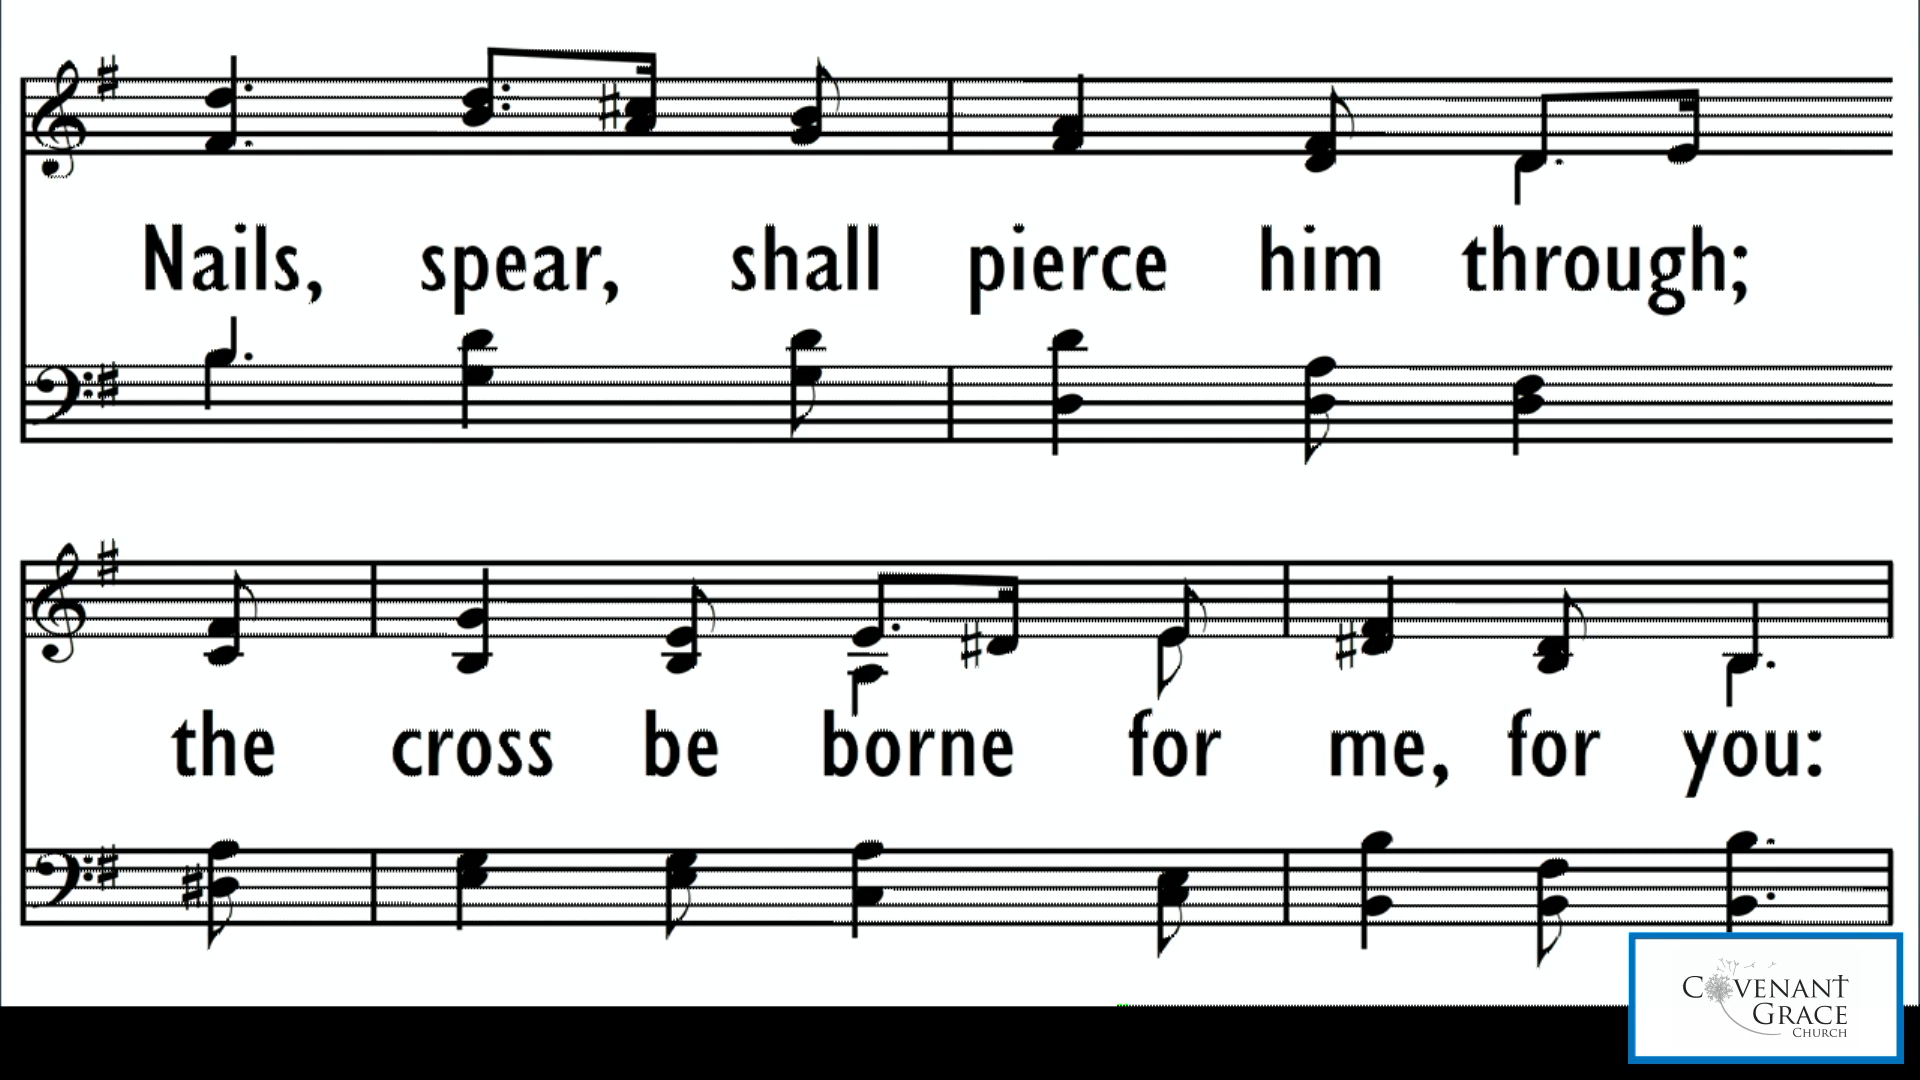 Nails, spear, shall pierce him through;
the cross be borne for me, for you:
COVENANT
GRACE
CHURCH